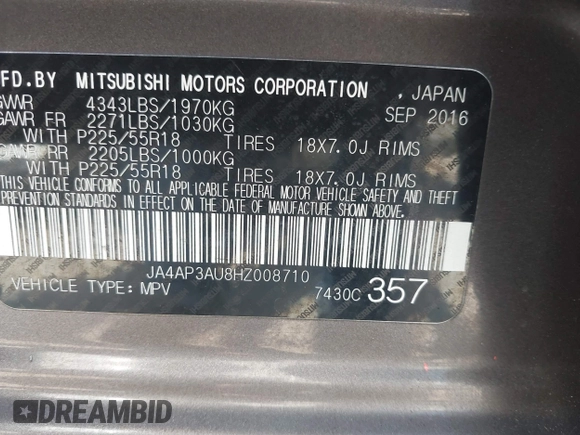 MFD.BY MITSUBISHI MOTORS CORPORATION , JAPAN
GVWR 4343LBS/1970KG SEP 2016
GAWR FR 2271LBS/1030KG
WITH P225/55R18 TIRES 18X7.0J RIMS
GAWR RR 2205LBS/1000KG
WITH P225/55R18 TIRES 18X7.0J RIMS
THIS VEHICLE CONFORMS TO ALL APPLICABLE FEDERAL MOTOR VEHICLE SAFETY AND THEFT
PREVENTION STANDARDS IN EFFECT ON THE DATE OF MANUFACTURE SHOWN ABOVE.
JA4AP3AU8HZ008710
VEHICLE TYPE: MPV 7430C 357
DREAMBID